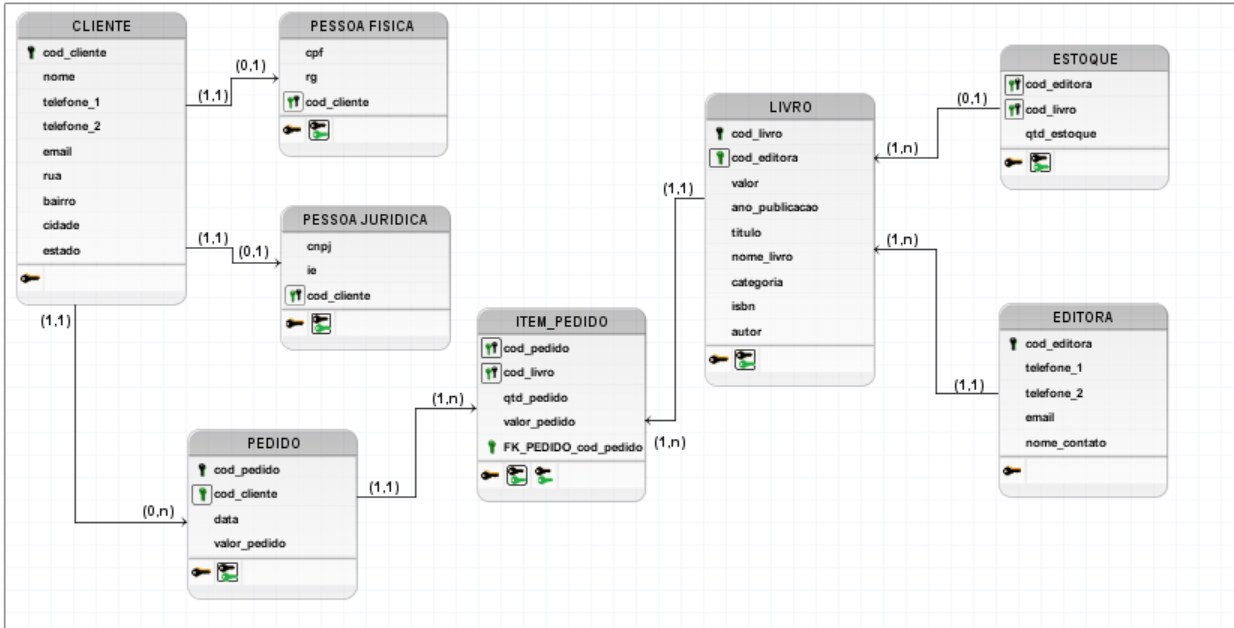 CLIENTE
cod_cliente
nome
telefone_1
telefone_2
email
rua
bairro
cidade
estado
(1,1)
(0,1)
PESSOA FISICA
cpf
rg
cod_cliente
(1,1)
(0,1)
PESSOA JURIDICA
cnpj
ie
cod_cliente
(1,1)
(0,n)
PEDIDO
cod_pedido
cod_cliente
data
valor_pedido
(1,1)
(1,n)
ITEM_PEDIDO
cod_pedido
cod_livro
qtd_pedido
valor_pedido
FK_PEDIDO_cod_pedido
(1,n)
(1,1)
LIVRO
cod_livro
cod_editora
valor
ano_publicacao
titulo
nome_livro
categoria
isbn
autor
(1,n)
(0,1)
ESTOQUE
cod_editora
cod_livro
qtd_estoque
(1,n)
(1,1)
EDITORA
cod_editora
telefone_1
telefone_2
email
nome_contato